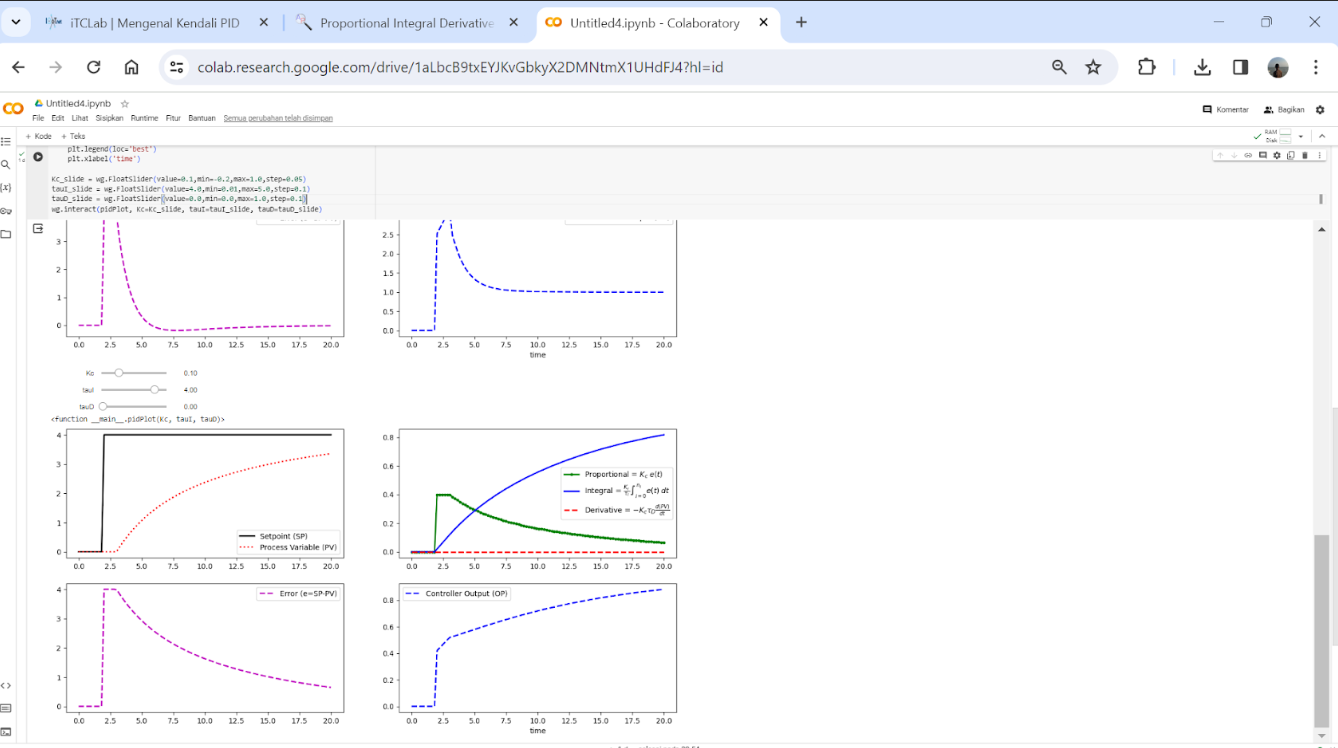 iTCLab | Mengenal Kendali PID
Proportional Integral Derivative
Untitled4.ipynb - Colaboratory
colab.research.google.com/drive/1aLbcB9txEYJKvGbkyX2DMNtmX1UHdFJ4?hl=id
Untitled4.ipynb
File Edit Lihat Sisipkan Runtime Fitur Bantuan Semua perubahan telah disimpan
Komentar Bagikan
+ Kode + Teks
RAM
Disk
plt.legend(loc='best')
plt.xlabel('time')
Kc_slide = wg.FloatSlider(value=0.1,min=-0.2,max=1.0,step=0.05)
tauI_slide = wg.FloatSlider(value=4.0,min=0.01,max=5.0,step=0.1)
tauD_slide = wg.FloatSlider(value=0.0,min=0.0,max=1.0,step=0.1)
wg.interact(pidPlot, Kc=Kc_slide, tauI=tauI_slide, tauD=tauD_slide)
3
2
1
0
0.0 2.5 5.0 7.5 10.0 12.5 15.0 17.5 20.0
2.5
2.0
1.5
1.0
0.5
0.0
0.0 2.5 5.0 7.5 10.0 12.5 15.0 17.5 20.0
time
Kc 0.10
tauI 4.00
tauD 0.00
<function __main__.pidPlot(Kc, tauI, tauD)>
4
3
2
1
0
Setpoint (SP)
Process Variable (PV)
0.0 2.5 5.0 7.5 10.0 12.5 15.0 17.5 20.0
0.8
0.6
0.4
0.2
0.0
Proportional = Kc e(t)
Integral = Kc/τI ∫ e(t) dt
Derivative = −KcτD d(PV)/dt
0.0 2.5 5.0 7.5 10.0 12.5 15.0 17.5 20.0
4
3
2
1
0
Error (e=SP-PV)
0.0 2.5 5.0 7.5 10.0 12.5 15.0 17.5 20.0
0.8
0.6
0.4
0.2
0.0
Controller Output (OP)
0.0 2.5 5.0 7.5 10.0 12.5 15.0 17.5 20.0
time